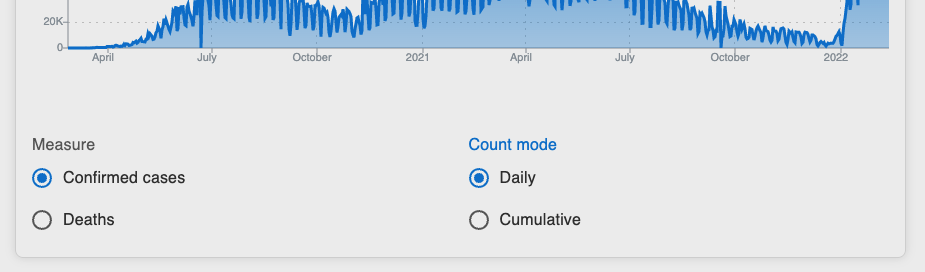 20K
0
April July October 2021 April July October 2022
Measure Count mode
Confirmed cases Daily
Deaths Cumulative